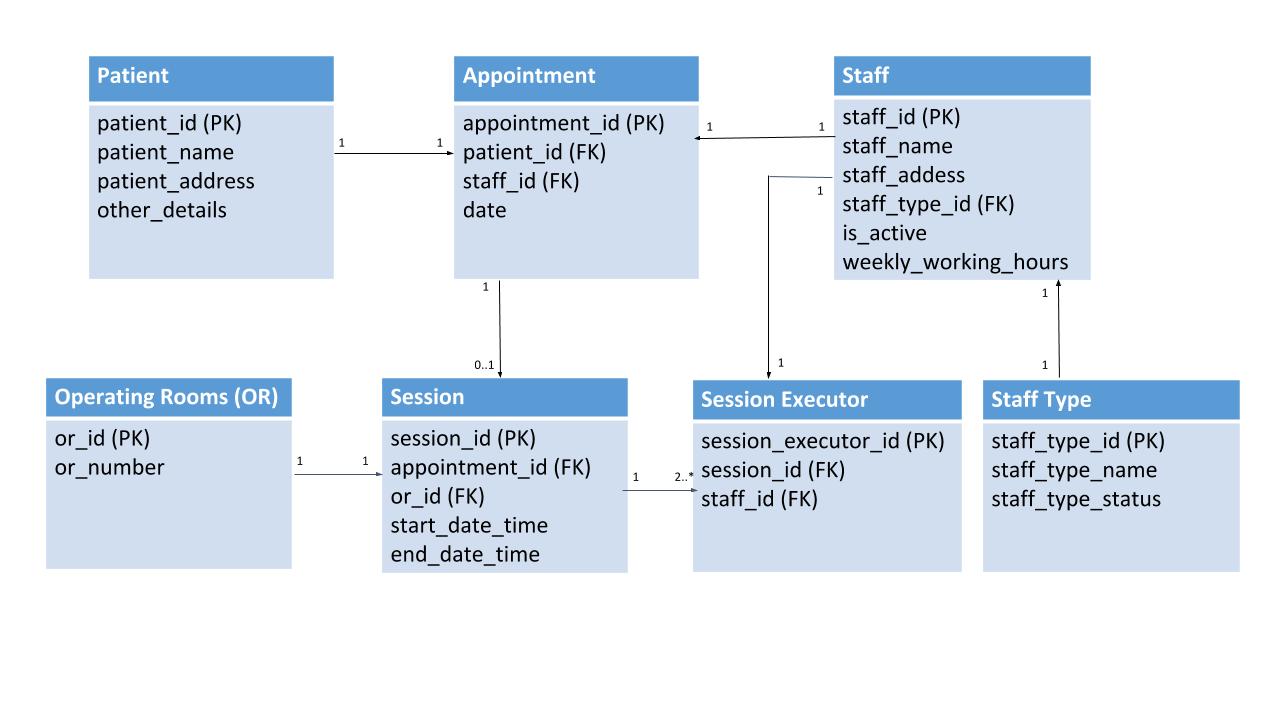 Patient
patient_id (PK)
patient_name
patient_address
other_details
1
1
Appointment
appointment_id (PK)
patient_id (FK)
staff_id (FK)
date
1
1
Staff
staff_id (PK)
staff_name
staff_addess
staff_type_id (FK)
is_active
weekly_working_hours
1
1
0..1
1
1
1
Operating Rooms (OR)
or_id (PK)
or_number
1
1
Session
session_id (PK)
appointment_id (FK)
or_id (FK)
start_date_time
end_date_time
1
2..*
Session Executor
session_executor_id (PK)
session_id (FK)
staff_id (FK)
Staff Type
staff_type_id (PK)
staff_type_name
staff_type_status